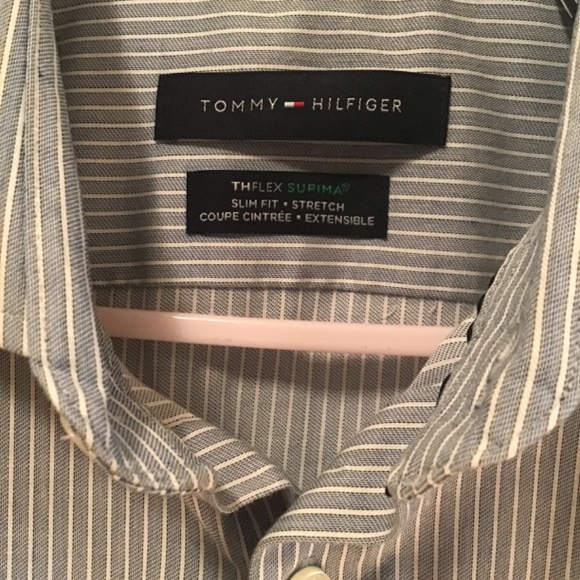 TOMMY HILFIGER
THFLEX SUPIMA®
SLIM FIT • STRETCH
COUPE CINTRÉE • EXTENSIBLE